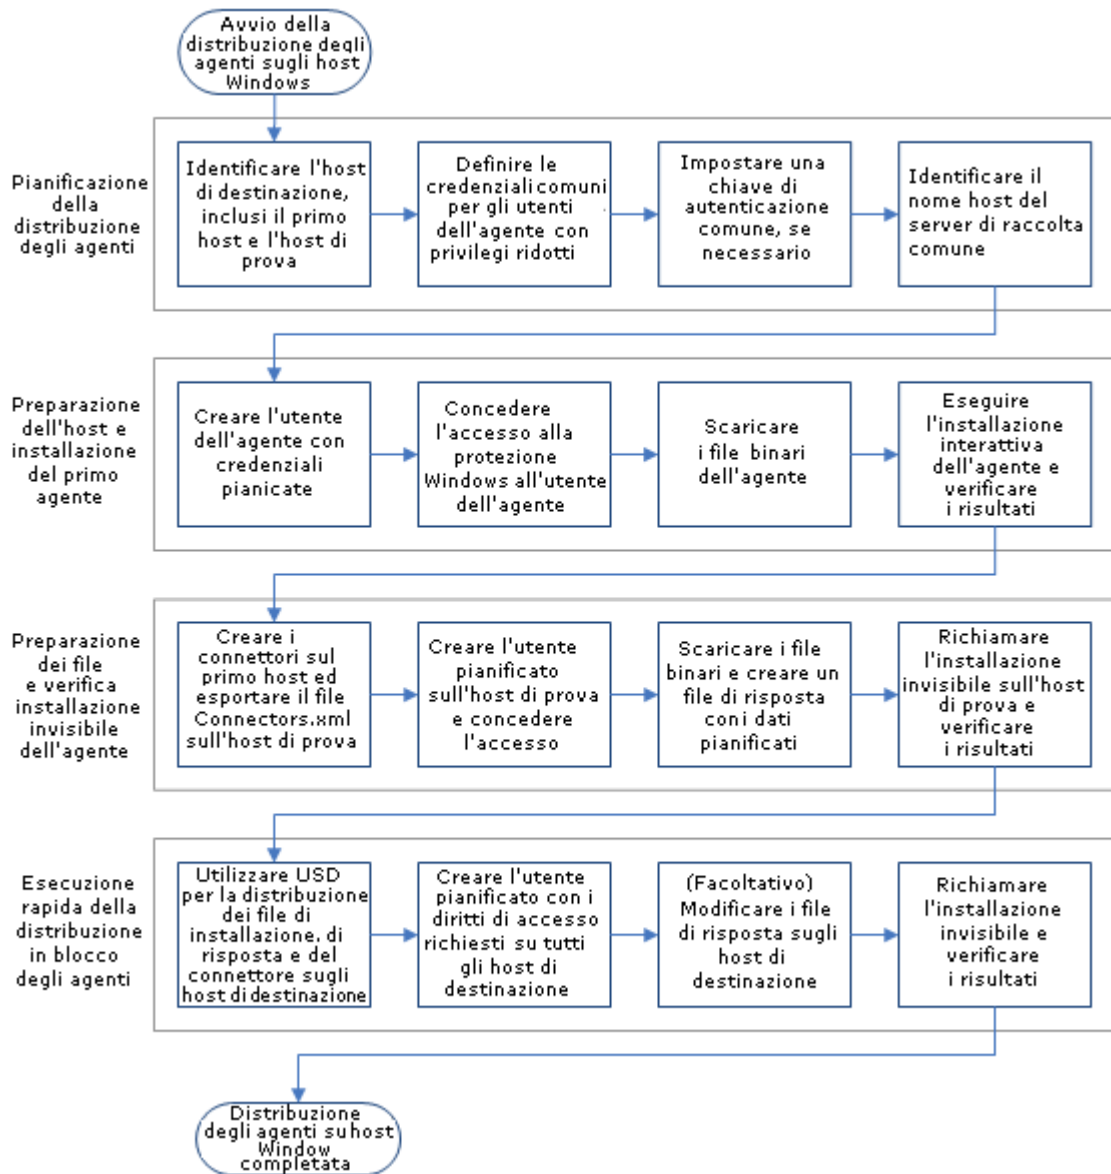 Avvio della
distribuzione degli
agenti sugli host
Windows
Pianificazione
della
distribuzione
degli agenti
Identificare l'host
di destinazione,
inclusi il primo
host e l'host di
prova
Definire le
credenziali comuni
per gli utenti
dell'agente con
privilegi ridotti
Impostare una
chiave di
autenticazione
comune, se
necessario
Identificare il
nome host del
server di raccolta
comune
Preparazione
dell'host e
installazione
del primo
agente
Creare l'utente
dell'agente con
credenziali
pianicate
Concedere
l'accesso alla
protezione
Windows all'utente
dell'agente
Scaricare
i file binari
dell'agente
Eseguire
l'installazione
interattiva
dell'agente e
verificare
i risultati
Preparazione
dei file
e verifica
installazione
invisibile
dell'agente
Creare i
connettori sul
primo host ed
esportare il file
Connectors.xml
sull'host di prova
Creare l'utente
pianificato
sull'host di prova
e concedere
l'accesso
Scaricare i file
binari e creare un
file di risposta
con i dati
pianificati
Richiamare
l'installazione
invisibile sull'host
di prova e
verificare
i risultati
Esecuzione
rapida della
distribuzione
in blocco
degli agenti
Utilizzare USD
per la distribuzione
dei file di
installazione. di
risposta e del
connettore sugli
host di destinazione
Creare l'utente
pianificato con i
diritti di accesso
richiesti su tutti
gli host di
destinazione
(Facoltativo)
Modificare i file
di risposta sugli
host di
destinazione
Richiamare
l'installazione
invisibile e
verificare
i risultati
Distribuzione
degli agenti su host
Window
completata